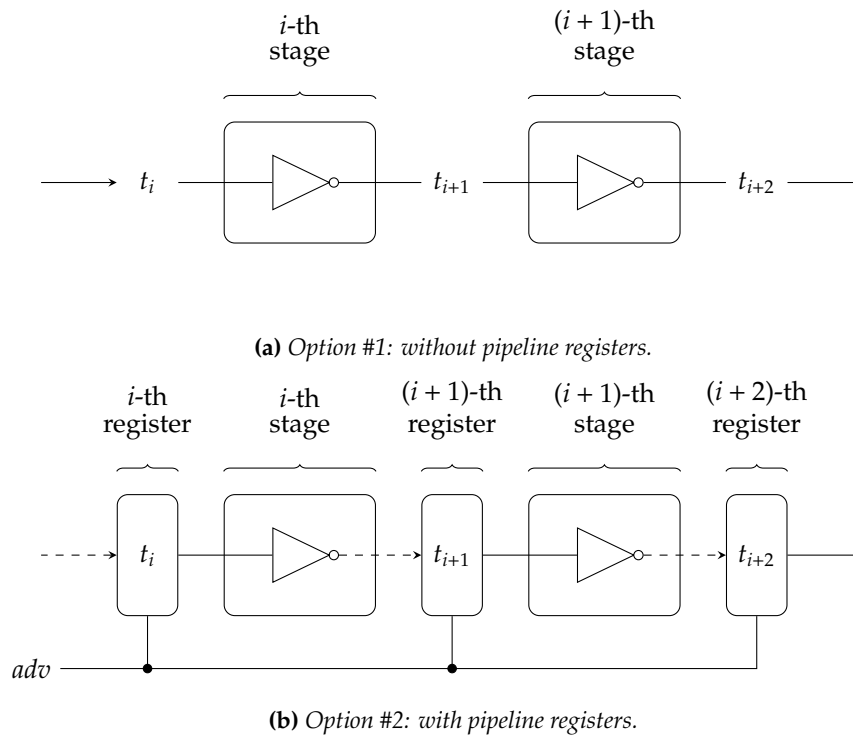 i-th
stage
(i + 1)-th
stage
t_i
t_{i+1}
t_{i+2}
(a) Option #1: without pipeline registers.
i-th
register
i-th
stage
(i + 1)-th
register
(i + 1)-th
stage
(i + 2)-th
register
t_i
t_{i+1}
t_{i+2}
adv
(b) Option #2: with pipeline registers.